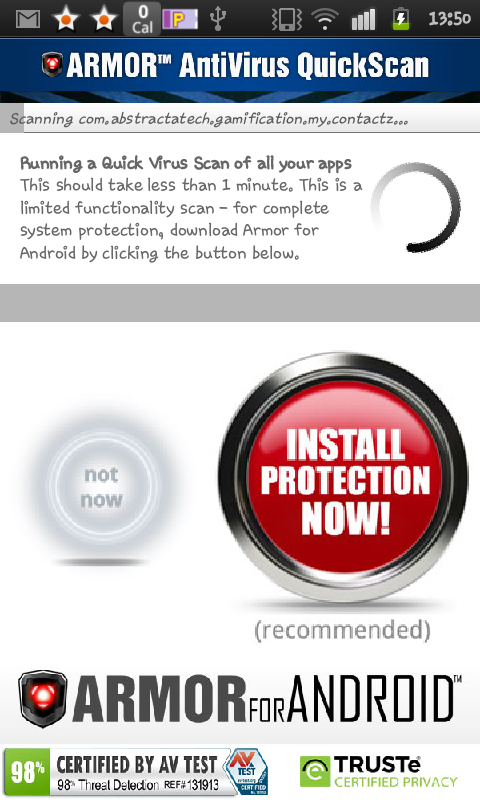 0
Cal
P
13:50
ARMOR™ AntiVirus QuickScan
Scanning com.abstractatech.gamification.my.contactz...
Running a Quick Virus Scan of all your apps
This should take less than 1 minute. This is a
limited functionality scan - for complete
system protection, download Armor for
Android by clicking the button below.
not
now
INSTALL
PROTECTION
NOW!
(recommended)
ARMOR FOR ANDROID™
98% CERTIFIED BY AV TEST
98% Threat Detection REF#131913
AV
TEST
TRUSTe
CERTIFIED PRIVACY